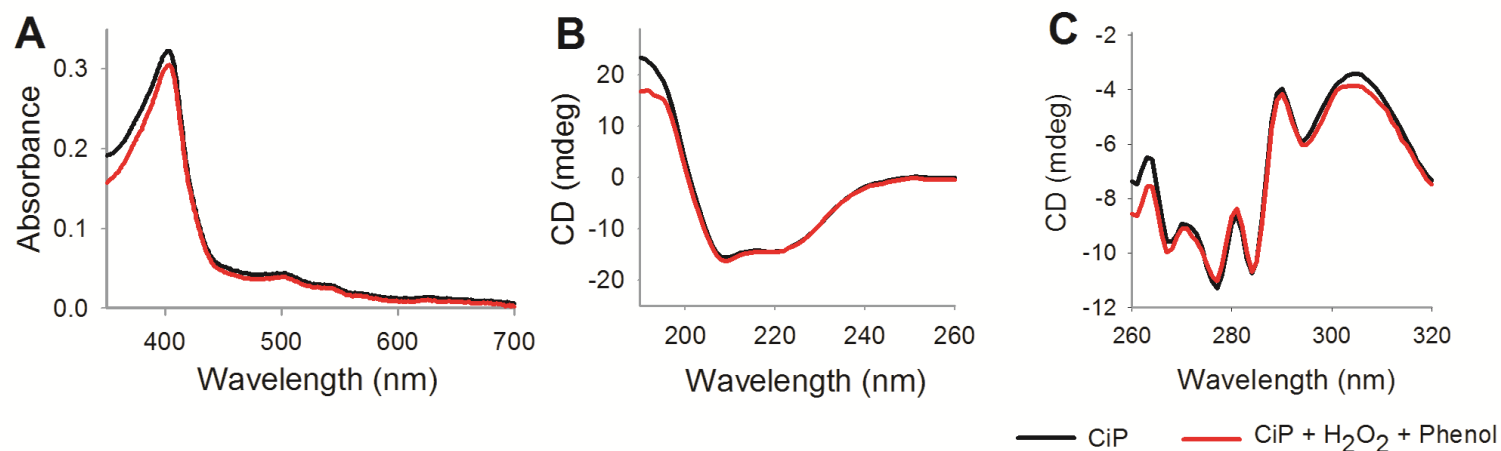 A
Absorbance
0.3
0.2
0.1
0.0
400 500 600 700
Wavelength (nm)
B
CD (mdeg)
20
10
0
-10
-20
200 220 240 260
Wavelength (nm)
C
CD (mdeg)
-2
-4
-6
-8
-10
-12
260 280 300 320
Wavelength (nm)
CiP
CiP + H₂O₂ + Phenol